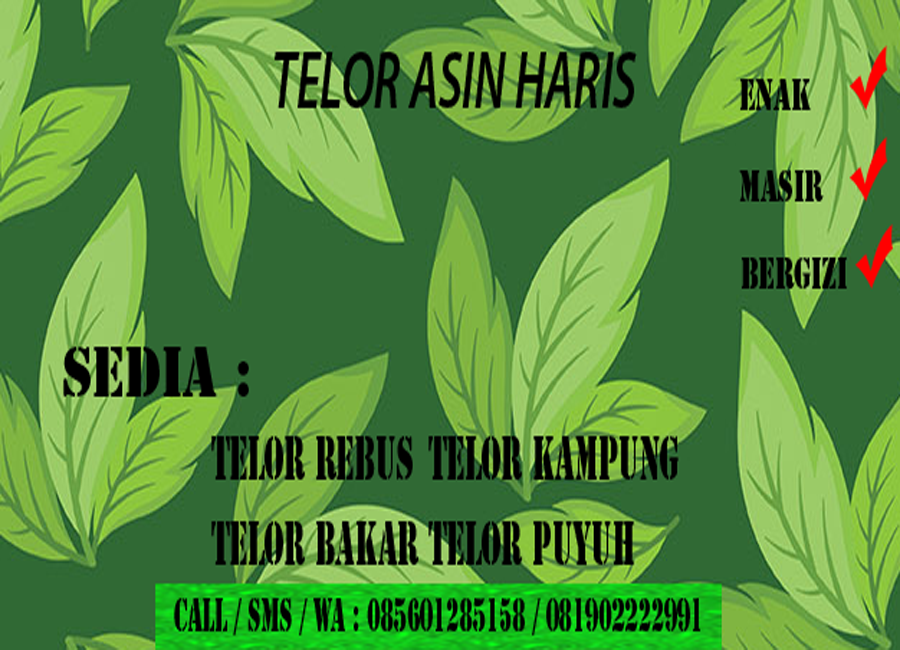 TELOR ASIN HARIS
ENAK
MASIR
BERGIZI
SEDIA :
TELOR REBUS TELOR KAMPUNG
TELOR BAKAR TELOR PUYUH
CALL / SMS / WA : 085601285158 / 081902222991